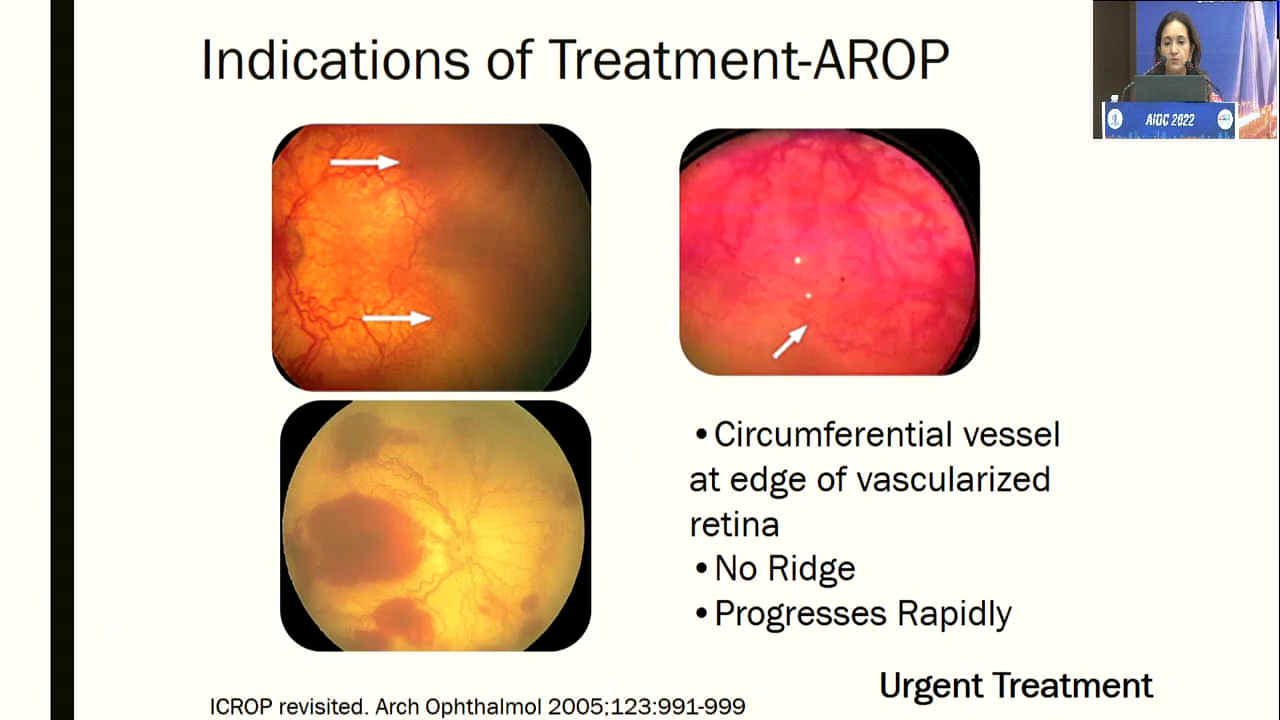 Indications of Treatment-AROP
AIOC 2022
•Circumferential vessel
at edge of vascularized
retina
•No Ridge
•Progresses Rapidly
Urgent Treatment
ICROP revisited. Arch Ophthalmol 2005;123:991-999